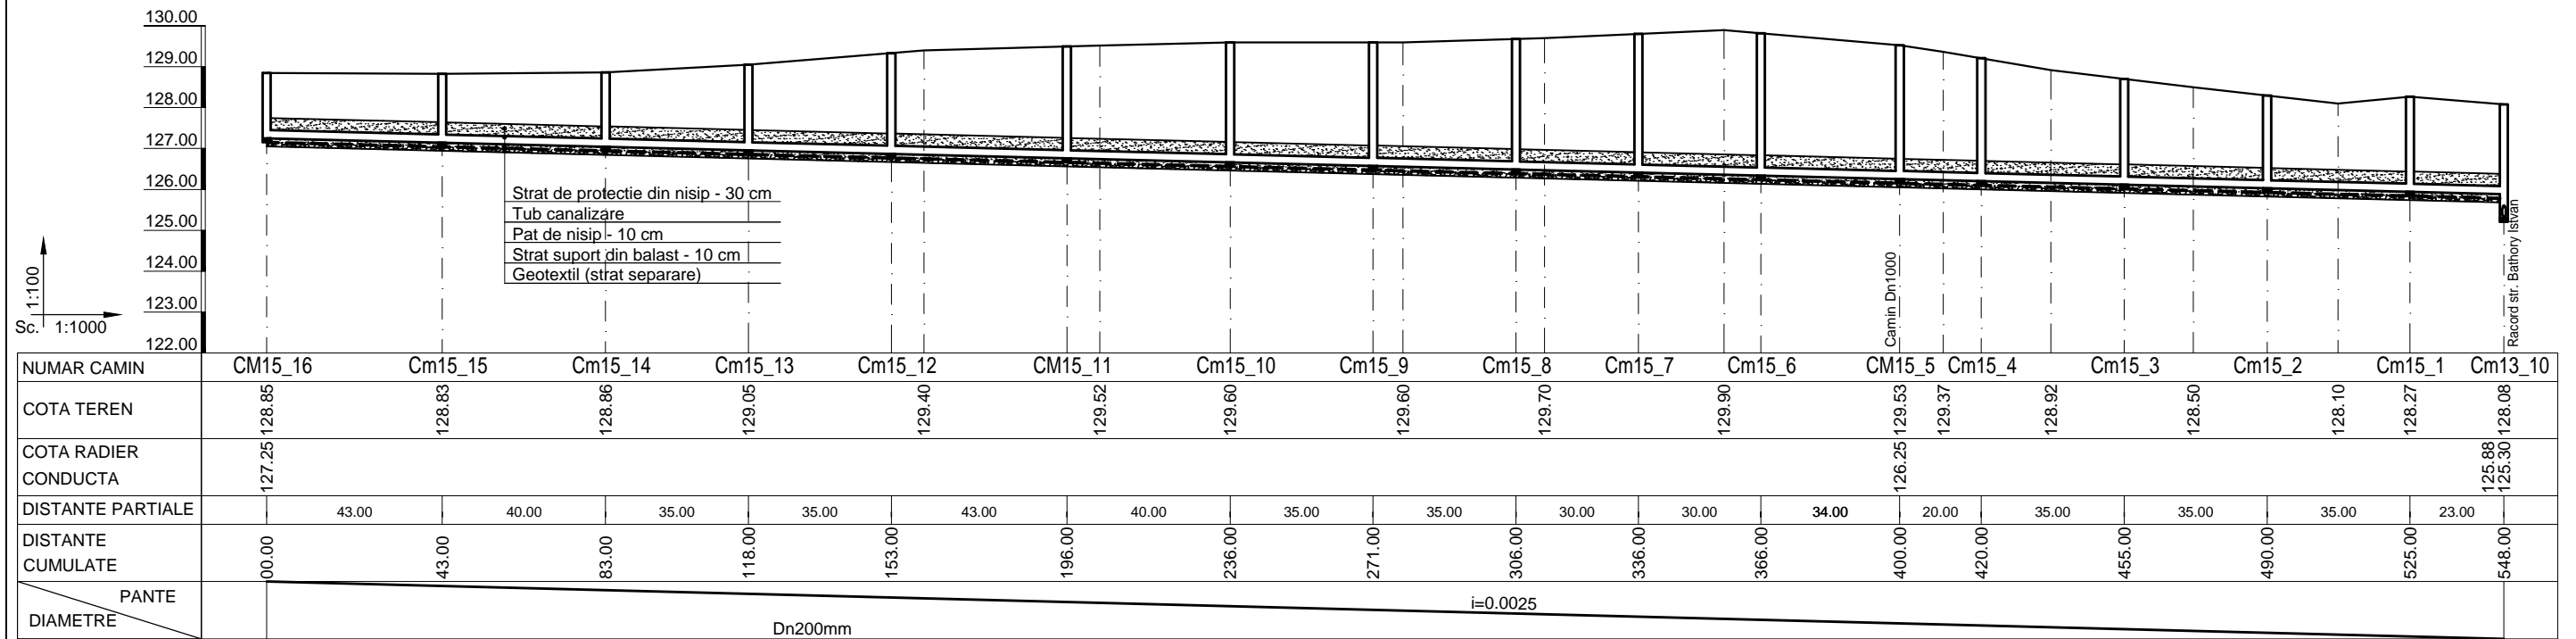 130.00
129.00
128.00
127.00
126.00
125.00
124.00
123.00
122.00
1:100
Sc. 1:1000
Strat de protectie din nisip - 30 cm
Tub canalizare
Pat de nisip - 10 cm
Strat suport din balast - 10 cm
Geotextil (strat separare)
Camin Dn1000
Racord str. Bathory Istvan
NUMAR CAMIN CM15_16 Cm15_15 Cm15_14 Cm15_13 Cm15_12 CM15_11 Cm15_10 Cm15_9 Cm15_8 Cm15_7 Cm15_6 CM15_5 Cm15_4 Cm15_3 Cm15_2 Cm15_1 Cm13_10
COTA TEREN 128.85 128.83 128.86 129.05 129.40 129.52 129.60 129.60 129.70 129.90 129.53 129.37 128.92 128.50 128.10 128.27 128.08
COTA RADIER
CONDUCTA
127.25 126.25 125.88 125.30
DISTANTE PARTIALE 43.00 40.00 35.00 35.00 43.00 40.00 35.00 35.00 30.00 30.00 34.00 20.00 35.00 35.00 35.00 23.00
DISTANTE
CUMULATE
00.00 43.00 83.00 118.00 153.00 196.00 236.00 271.00 306.00 336.00 366.00 400.00 420.00 455.00 490.00 525.00 548.00
PANTE
DIAMETRE
i=0.0025
Dn200mm